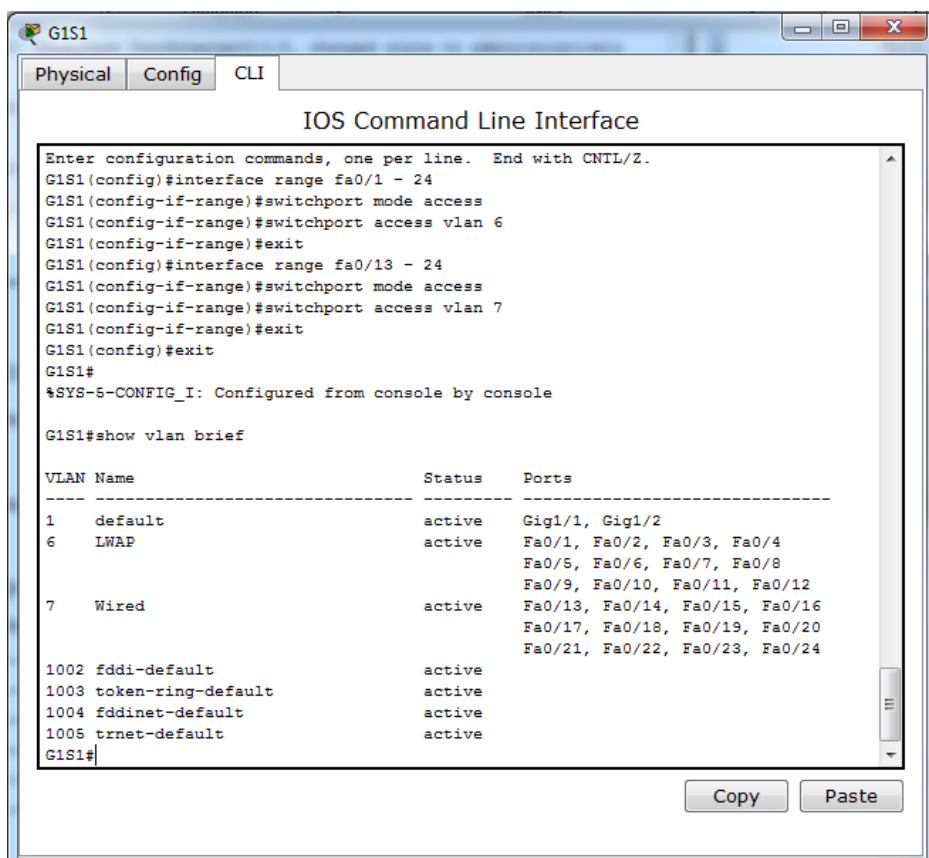 G1S1
Physical Config CLI
IOS Command Line Interface
Enter configuration commands, one per line. End with CNTL/Z.
G1S1(config)#interface range fa0/1 - 24
G1S1(config-if-range)#switchport mode access
G1S1(config-if-range)#switchport access vlan 6
G1S1(config-if-range)#exit
G1S1(config)#interface range fa0/13 - 24
G1S1(config-if-range)#switchport mode access
G1S1(config-if-range)#switchport access vlan 7
G1S1(config-if-range)#exit
G1S1(config)#exit
G1S1#
%SYS-5-CONFIG_I: Configured from console by console
G1S1#show vlan brief
VLAN Name Status Ports
---- -------------------------------- --------- -------------------------------
1 default active Gig1/1, Gig1/2
6 LWAP active Fa0/1, Fa0/2, Fa0/3, Fa0/4
Fa0/5, Fa0/6, Fa0/7, Fa0/8
Fa0/9, Fa0/10, Fa0/11, Fa0/12
7 Wired active Fa0/13, Fa0/14, Fa0/15, Fa0/16
Fa0/17, Fa0/18, Fa0/19, Fa0/20
Fa0/21, Fa0/22, Fa0/23, Fa0/24
1002 fddi-default active
1003 token-ring-default active
1004 fddinet-default active
1005 trnet-default active
G1S1#
Copy Paste